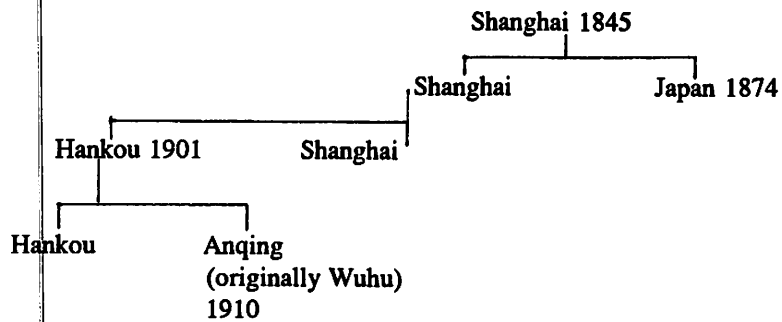 Shanghai 1845
Shanghai Japan 1874
Hankou 1901 Shanghai
Hankou Anqing
(originally Wuhu)
1910